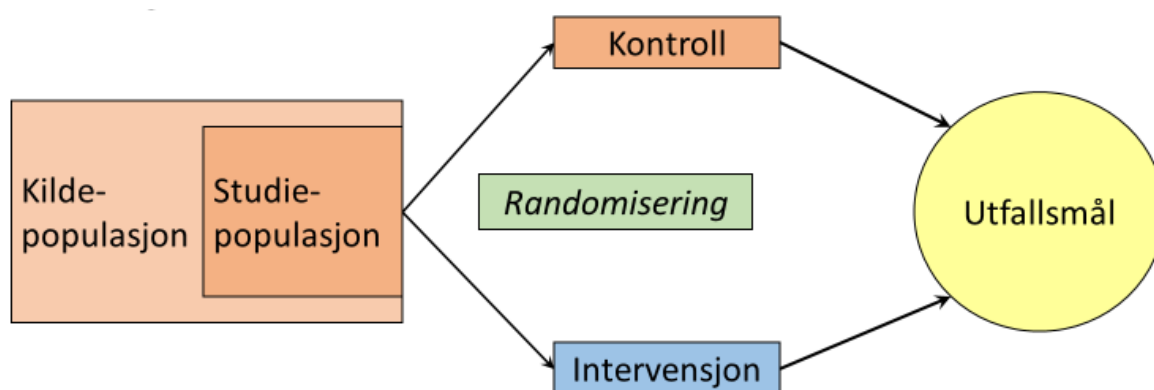 Kilde-
populasjon
Studie-
populasjon
Kontroll
Randomisering
Intervensjon
Utfallsmål